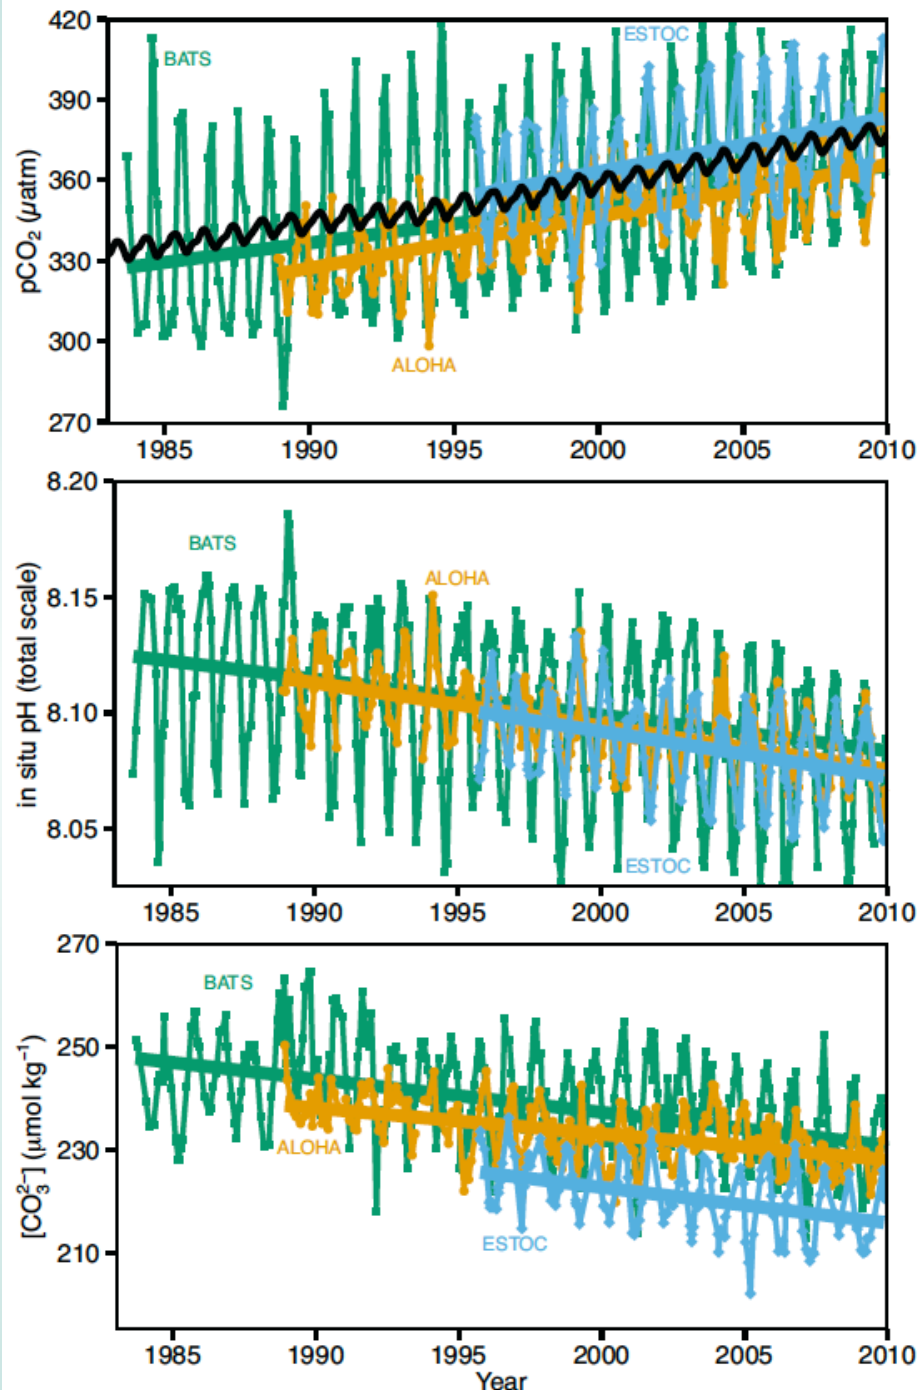 420
390
360
330
300
270
pCO₂ (µatm)
BATS
ESTOC
ALOHA
1985 1990 1995 2000 2005 2010
8.20
8.15
8.10
8.05
in situ pH (total scale)
BATS
ALOHA
ESTOC
1985 1990 1995 2000 2005 2010
270
250
230
210
[CO₃²⁻] (µmol kg⁻¹)
BATS
ALOHA
ESTOC
1985 1990 1995 2000 2005 2010
Year